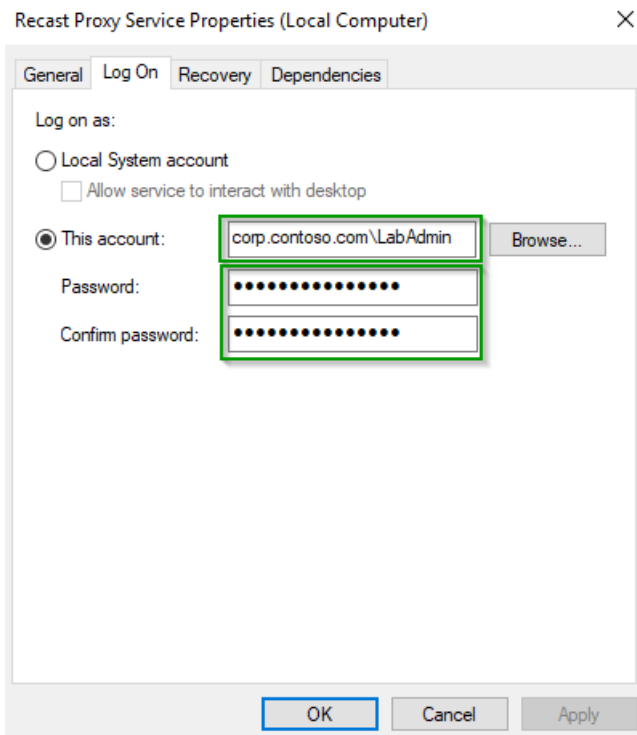 Recast Proxy Service Properties (Local Computer)
General Log On Recovery Dependencies
Log on as:
Local System account
Allow service to interact with desktop
This account: corp.contoso.com\LabAdmin Browse...
Password: •••••••••••••••
Confirm password: •••••••••••••••
OK Cancel Apply